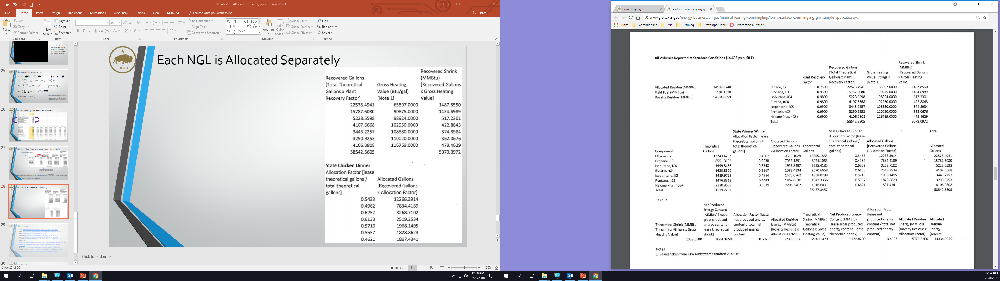 GLO July 2018 Allocation Training.pptx - PowerPoint
Tom Ortiz
File Home Insert Design Transitions Animations Slide Show Review View ACROBAT Tell me what you want to do
Share
Paste
Cut
Copy
Format Painter
Clipboard
New Slide
Layout
Reset
Section
Slides
36
Font
Text Direction
Align Text
Convert to SmartArt
Paragraph
Arrange
Quick Styles
Shape Fill
Shape Outline
Shape Effects
Drawing
Find
Replace
Select
Editing
25
The Lee-Kesler Correlations
26
Lee-Kesler Requires Iterative Calculations
27
The Gas Plant Only Recovers Some of Each NGL
28
Each NGL is Allocated Separately
29
References
30
TXGLO
Each NGL is Allocated Separately
Recovered Gallons [Total Theoretical Gallons x Plant Recovery Factor]
Gross Heating Value (Btu/gal) [Note 1]
Recovered Shrink (MMBtu) [Recovered Gallons x Gross Heating Value]
22578.4941 65897.0000 1487.8550
15787.6080 90875.0000 1434.6989
5228.5598 98924.0000 517.2301
4107.6668 102950.0000 422.8843
3443.2257 108880.0000 374.8984
3290.9253 110020.0000 362.0676
4106.0808 116769.0000 479.4629
58542.5605 5079.0972
State Chicken Dinner
Allocation Factor [lease theoretical gallons / total theoretical gallons]
Allocated Gallons [Recovered Gallons x Allocation Factor]
0.5433 12266.3914
0.4962 7834.4189
0.6252 3268.7102
0.6133 2519.2534
0.5716 1968.1495
0.5557 1828.8623
0.4621 1897.4341
Click to add notes
Slide 28 of 30
Notes
108%
12:59 PM
7/20/2018
Commingling
surface-commingling-glo
www.glo.texas.gov/energy-business/oil-gas/mineral-leasing/commingling/forms/surface-commingling-glo-sample-application.pdf
Apps Commingling API Training Developer Tools Protecting a Python
All Volumes Reported at Standard Conditions (14.696 psia, 60 F)
Allocated Residue (MMBtu) 14139.8748
Field Fuel (MMBtu) 194.1310
Royalty Residue (MMBtu) 14334.0059
Plant Recovery Factor
Recovered Gallons [Total Theoretical Gallons x Plant Recovery Factor]
Gross Heating Value (Btu/gal) [Note 1]
Recovered Shrink (MMBtu) [Recovered Gallons x Gross Heating Value]
Ethane, C2 0.7500 22578.4941 65897.0000 1487.8550
Propane, C3 0.9300 15787.6080 90875.0000 1434.6989
Isobutane, iC4 0.9800 5228.5598 98924.0000 517.2301
Butane, nC4 0.9800 4107.6668 102950.0000 422.8843
Isopentane, iC5 0.9900 3443.2257 108880.0000 374.8984
Pentane, nC5 0.9900 3290.9253 110020.0000 362.0676
Hexane Plus, nC6+ 0.9900 4106.0808 116769.0000 479.4629
Total 58542.5605 5079.0972
State Winner Winner
State Chicken Dinner
Total
Component
Theoretical Gallons
Allocation Factor [lease theoretical gallons / total theoretical gallons]
Allocated Gallons [Recovered Gallons x Allocation Factor]
Theoretical Gallons
Allocation Factor [lease theoretical gallons / total theoretical gallons]
Allocated Gallons [Recovered Gallons x Allocation Factor]
Allocated Gallons
Ethane, C2 13749.4703 0.4567 10312.1028 16355.1885 0.5433 12266.3914 22578.4941
Propane, C3 8551.8162 0.5038 7953.1891 8424.1063 0.4962 7834.4189 15787.6080
Isobutane, iC4 1999.8466 0.3748 1959.8497 3335.4185 0.6252 3268.7102 5228.5598
Butane, nC4 1620.8300 0.3867 1588.4134 2570.6668 0.6133 2519.2534 4107.6668
Isopentane, iC5 1489.9759 0.4284 1475.0762 1988.0298 0.5716 1968.1495 3443.2257
Pentane, nC5 1476.8313 0.4443 1462.0630 1847.3356 0.5557 1828.8623 3290.9253
Hexane Plus, nC6+ 2230.9563 0.5379 2208.6467 1916.6001 0.4621 1897.4341 4106.0808
Total 31119.7267 36437.3457 58542.5605
Residue
Theoretical Shrink (MMBtu) Theoretical Gallons x Gross Heating Value]
Net Produced Energy Content (MMBtu) [lease gross produced energy content - lease theoretical shrink]
Allocation Factor [lease net produced energy content / total net produced energy content]
Allocated Residue Energy (MMBtu) [Royalty Residue x Allocation Factor]
Theoretical Shrink (MMBtu) Theoretical Gallons x Gross Heating Value]
Net Produced Energy Content (MMBtu) [lease gross produced energy content - lease theoretical shrink]
Allocation Factor [lease net produced energy content / total net produced energy content]
Allocated Residue Energy (MMBtu) [Royalty Residue x Allocation Factor]
Allocated Residue Energy (MMBtu)
2339.0500 8561.1858 0.5973 8561.1858 2740.0473 5772.8200 0.4027 5772.8200 14334.0059
Notes
1. Values taken from GPA Midstream Standard 2145-16.
12:59 PM
7/20/2018